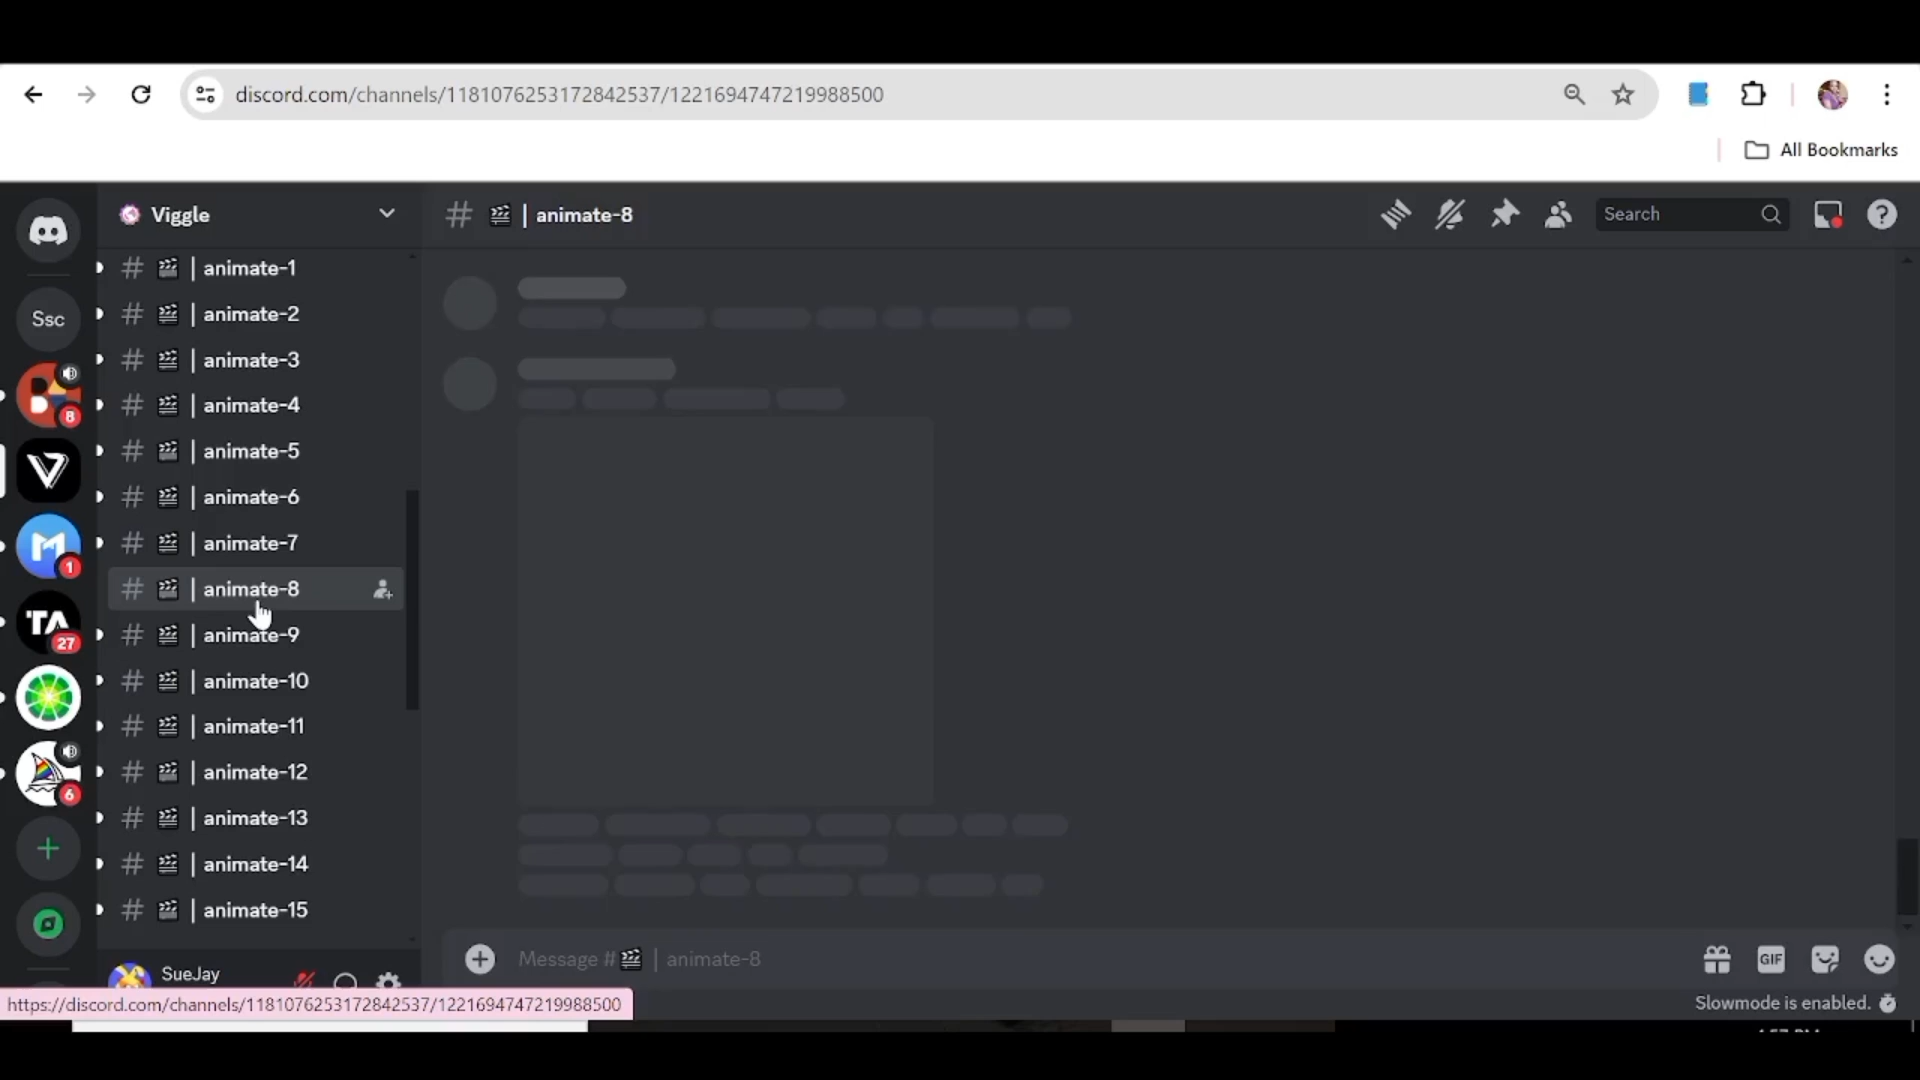 discord.com/channels/1181076253172842537/1221694747219988500
All Bookmarks
Viggle
# | animate-8
Search
Ssc
# | animate-1
# | animate-2
# | animate-3
# | animate-4
# | animate-5
# | animate-6
# | animate-7
# | animate-8
# | animate-9
# | animate-10
# | animate-11
# | animate-12
# | animate-13
# | animate-14
# | animate-15
8
1
TA
27
6
Message # | animate-8
GIF
SueJay
https://discord.com/channels/1181076253172842537/1221694747219988500
Slowmode is enabled.